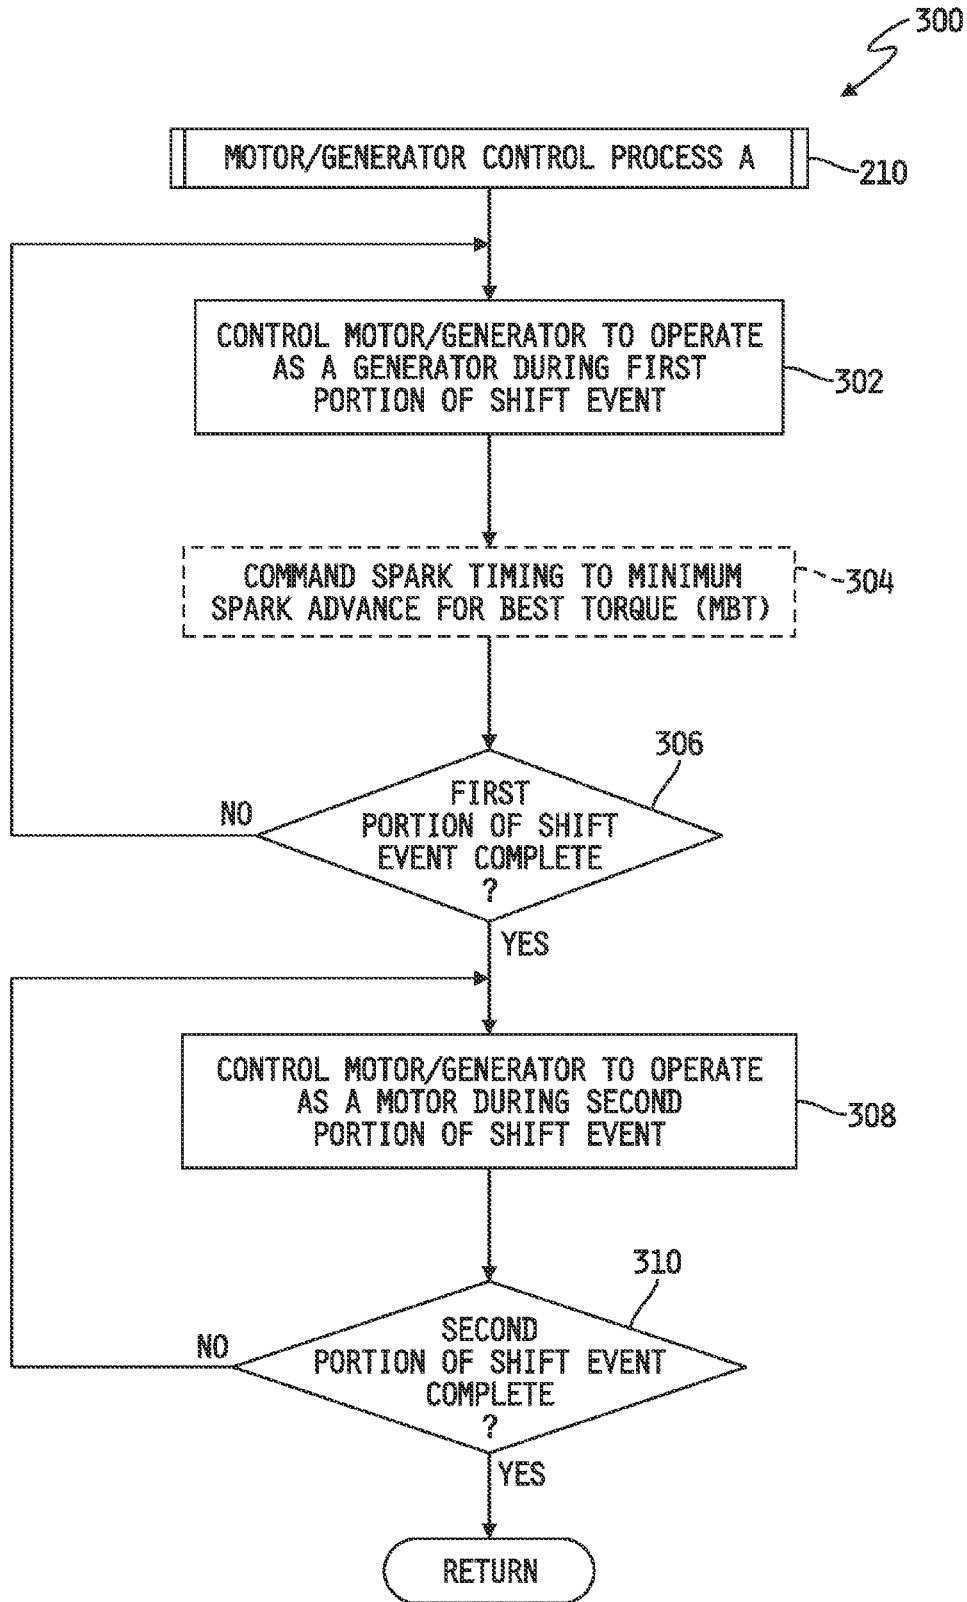 300
MOTOR/GENERATOR CONTROL PROCESS A
210
CONTROL MOTOR/GENERATOR TO OPERATE
AS A GENERATOR DURING FIRST
PORTION OF SHIFT EVENT
302
COMMAND SPARK TIMING TO MINIMUM
SPARK ADVANCE FOR BEST TORQUE (MBT)
304
306
FIRST
PORTION OF SHIFT
EVENT COMPLETE
?
NO
YES
CONTROL MOTOR/GENERATOR TO OPERATE
AS A MOTOR DURING SECOND
PORTION OF SHIFT EVENT
308
310
SECOND
PORTION OF SHIFT EVENT
COMPLETE
?
NO
YES
RETURN